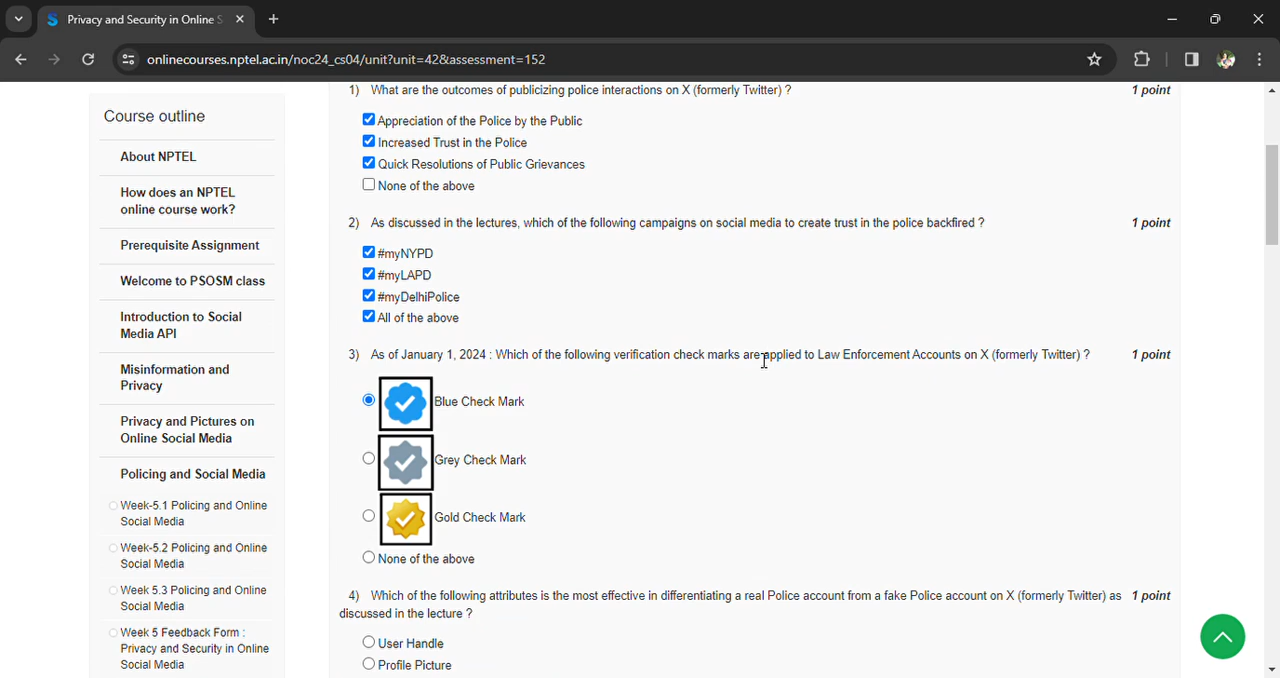 Privacy and Security in Online S
onlinecourses.nptel.ac.in/noc24_cs04/unit?unit=42&assessment=152
Course outline
About NPTEL
How does an NPTEL
online course work?
Prerequisite Assignment
Welcome to PSOSM class
Introduction to Social
Media API
Misinformation and
Privacy
Privacy and Pictures on
Online Social Media
Policing and Social Media
Week-5.1 Policing and Online
Social Media
Week-5.2 Policing and Online
Social Media
Week 5.3 Policing and Online
Social Media
Week 5 Feedback Form :
Privacy and Security in Online
Social Media
1) What are the outcomes of publicizing police interactions on X (formerly Twitter) ? 1 point
Appreciation of the Police by the Public
Increased Trust in the Police
Quick Resolutions of Public Grievances
None of the above
2) As discussed in the lectures, which of the following campaigns on social media to create trust in the police backfired ? 1 point
#myNYPD
#myLAPD
#myDelhiPolice
All of the above
3) As of January 1, 2024 : Which of the following verification check marks are applied to Law Enforcement Accounts on X (formerly Twitter) ? 1 point
Blue Check Mark
Grey Check Mark
Gold Check Mark
None of the above
4) Which of the following attributes is the most effective in differentiating a real Police account from a fake Police account on X (formerly Twitter) as 1 point
discussed in the lecture ?
User Handle
Profile Picture